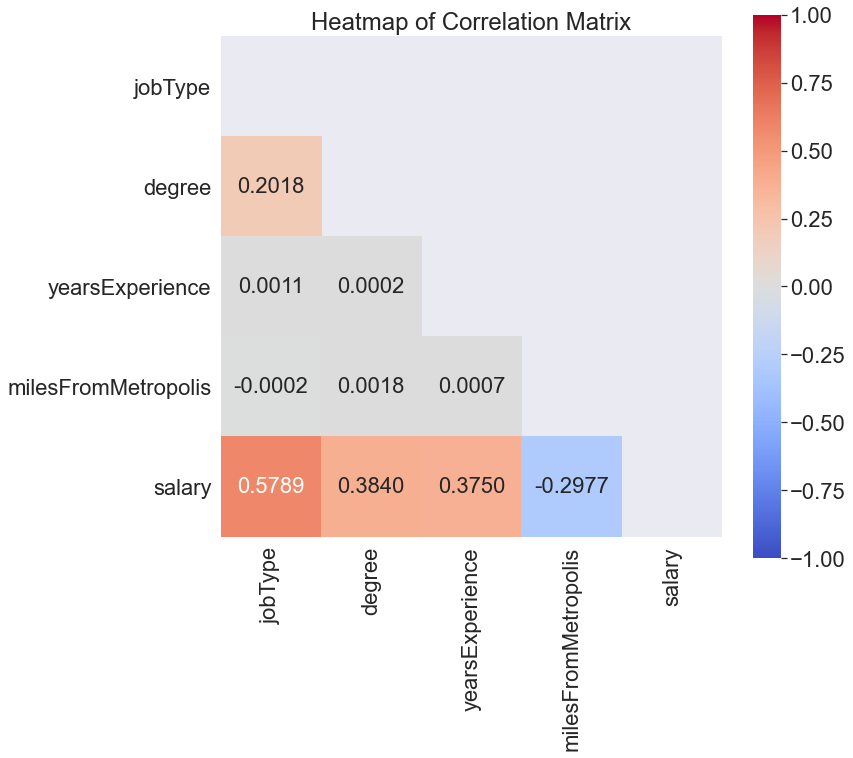 Heatmap of Correlation Matrix
jobType
degree
yearsExperience
milesFromMetropolis
salary
0.2018
0.0011 0.0002
-0.0002 0.0018 0.0007
0.5789 0.3840 0.3750 -0.2977
jobType
degree
yearsExperience
milesFromMetropolis
salary
1.00
0.75
0.50
0.25
0.00
−0.25
−0.50
−0.75
−1.00